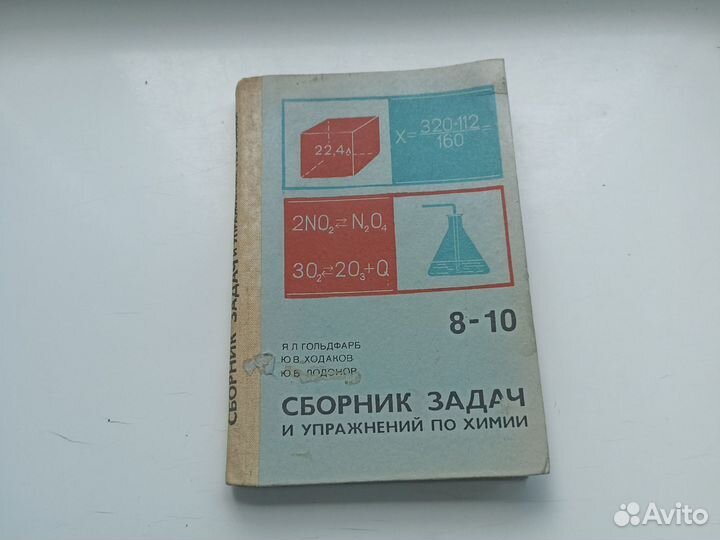 22,4л
X= 320·112 =
160
2NO₂⇄N₂O₄
3O₂⇄2O₃+Q
8-10
Я.Л.ГОЛЬДФАРБ
Ю.В.ХОДАКОВ
Ю.Б.ДОДОНОВ
СБОРНИК ЗАДАЧ
И УПРАЖНЕНИЙ ПО ХИМИИ
СБОРНИК ЗАДАЧ И
Avito